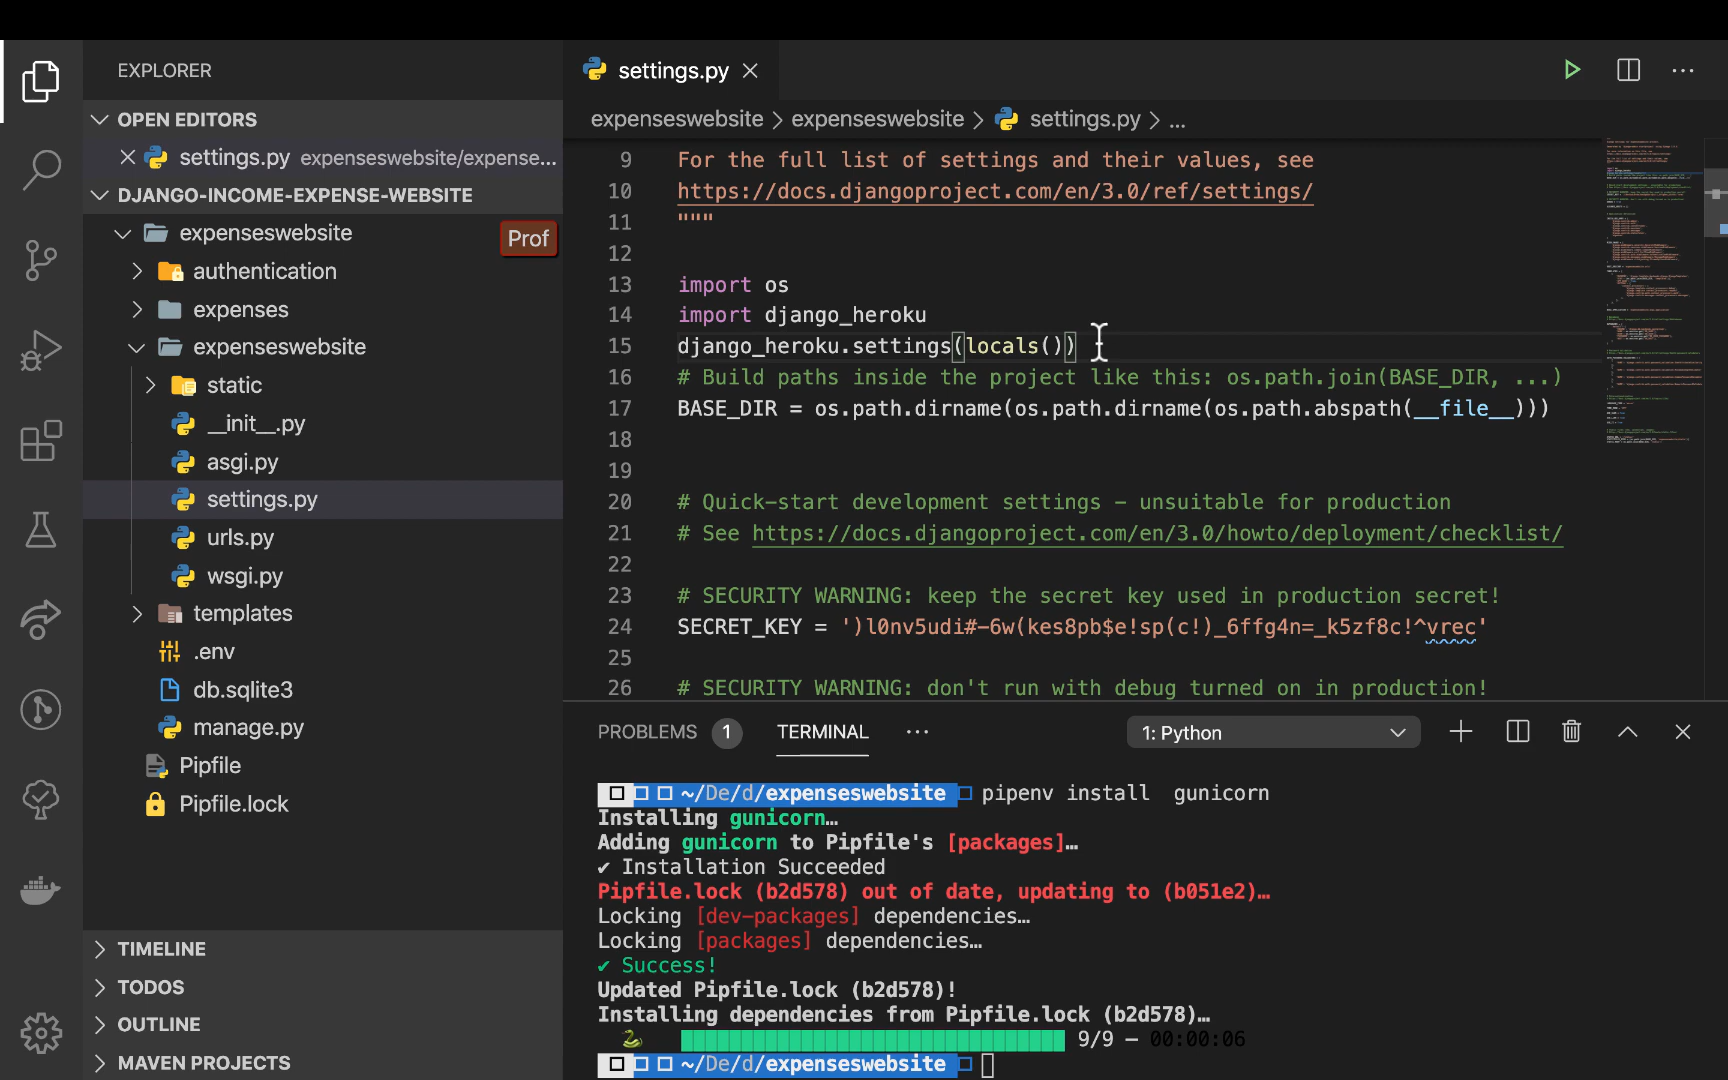 EXPLORER
OPEN EDITORS
settings.py expenseswebsite/expense...
DJANGO-INCOME-EXPENSE-WEBSITE
expenseswebsite
Prof
authentication
expenses
expenseswebsite
static
__init__.py
asgi.py
settings.py
urls.py
wsgi.py
templates
.env
db.sqlite3
manage.py
Pipfile
Pipfile.lock
TIMELINE
TODOS
OUTLINE
MAVEN PROJECTS
settings.py
expenseswebsite > expenseswebsite > settings.py > ...
9 For the full list of settings and their values, see
10 https://docs.djangoproject.com/en/3.0/ref/settings/
11 """
12
13 import os
14 import django_heroku
15 django_heroku.settings(locals())
16 # Build paths inside the project like this: os.path.join(BASE_DIR, ...)
17 BASE_DIR = os.path.dirname(os.path.dirname(os.path.abspath(__file__)))
18
19
20 # Quick-start development settings - unsuitable for production
21 # See https://docs.djangoproject.com/en/3.0/howto/deployment/checklist/
22
23 # SECURITY WARNING: keep the secret key used in production secret!
24 SECRET_KEY = ')l0nv5udi#-6w(kes8pb$e!sp(c!)_6ffg4n=_k5zf8c!^vrec'
25
26 # SECURITY WARNING: don't run with debug turned on in production!
PROBLEMS 1 TERMINAL ... 1: Python
~/De/d/expenseswebsite pipenv install  gunicorn
Installing gunicorn…
Adding gunicorn to Pipfile's [packages]…
✔ Installation Succeeded
Pipfile.lock (b2d578) out of date, updating to (b051e2)…
Locking [dev-packages] dependencies…
Locking [packages] dependencies…
✔ Success!
Updated Pipfile.lock (b2d578)!
Installing dependencies from Pipfile.lock (b2d578)…
9/9 — 00:00:06
~/De/d/expenseswebsite